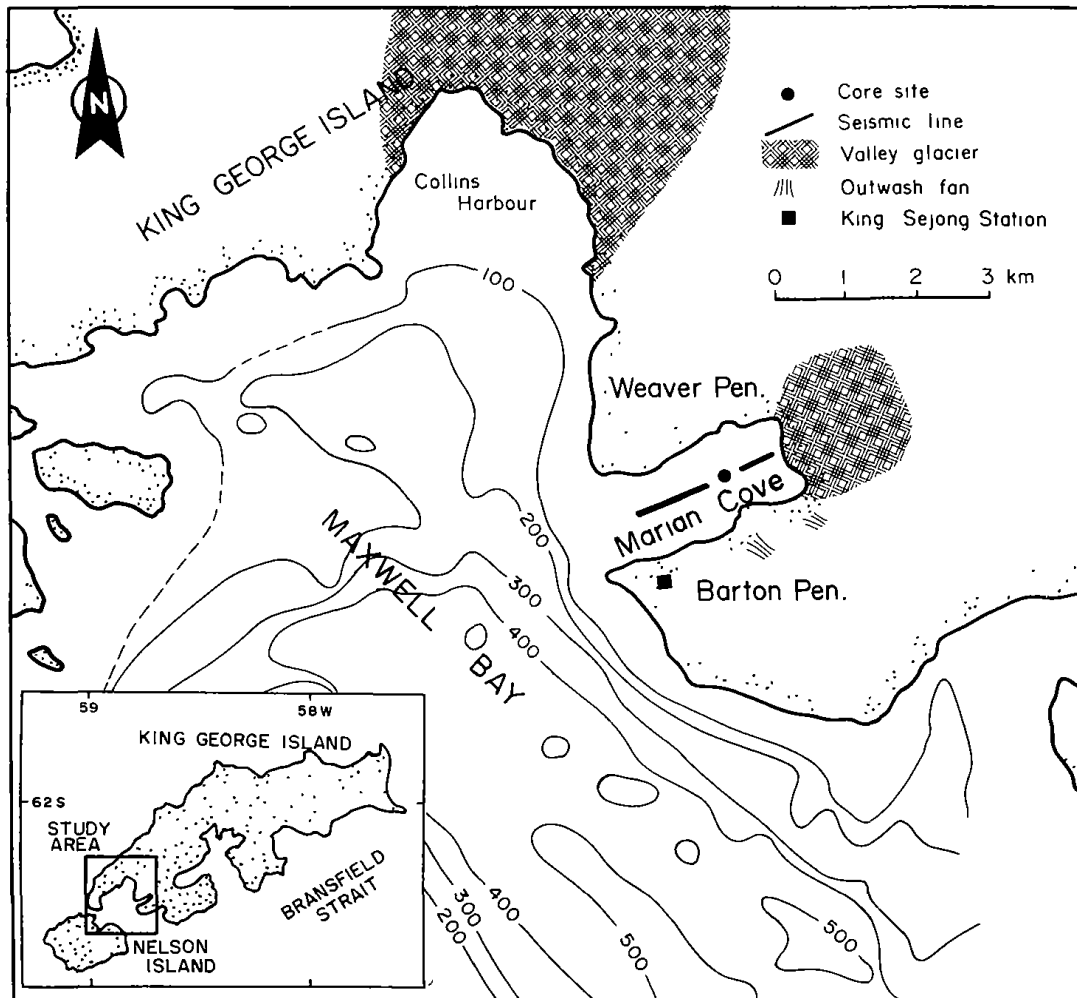 N
KING GEORGE ISLAND
Collins
Harbour
Core site
Seismic line
Valley glacier
Outwash fan
King Sejong Station
0 1 2 3 km
100
Weaver Pen.
Marian Cove
200
MAXWELL
BAY
300
400
Barton Pen.
59
58W
KING GEORGE ISLAND
62S
STUDY
AREA
BRANSFIELD
STRAIT
NELSON
ISLAND
400
300
200
500
500